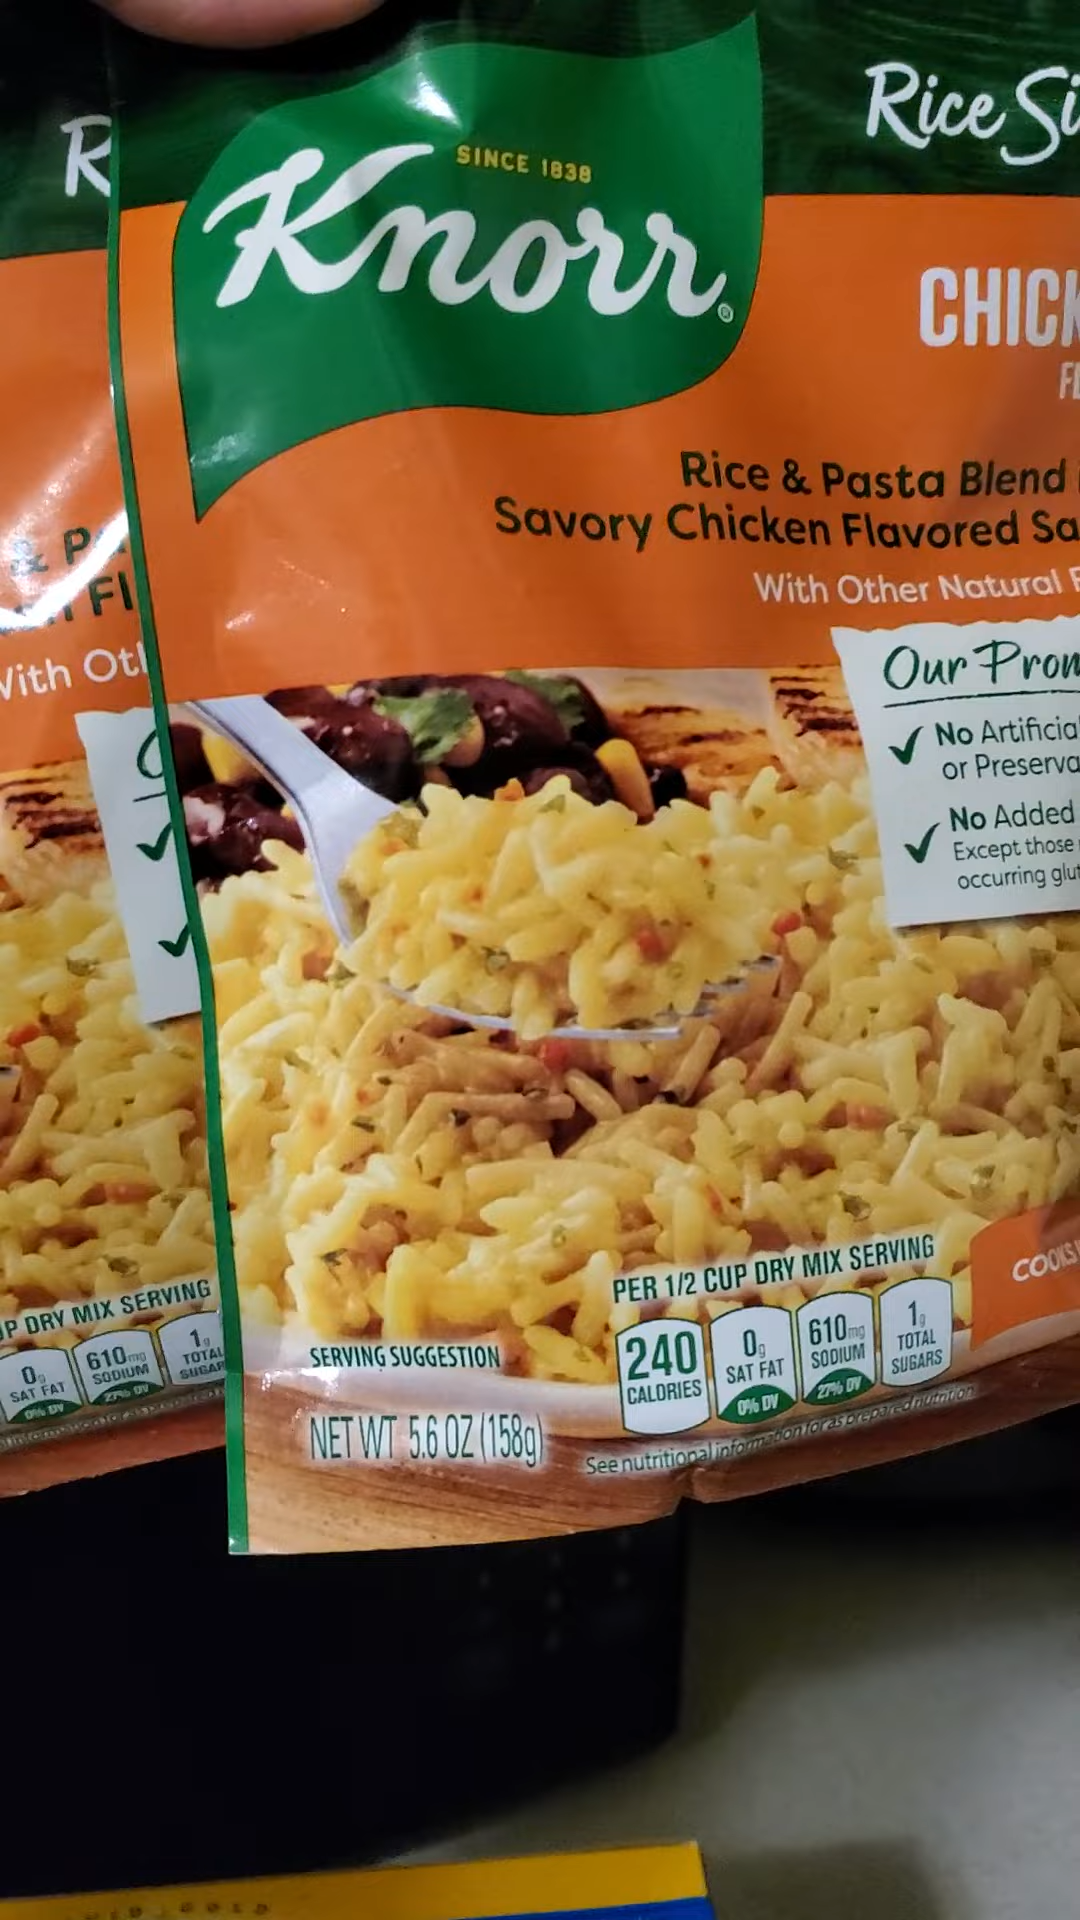 SINCE 1838
Knorr®
Rice Si
CHICK
Rice & Pasta Blend
Savory Chicken Flavored Sa
With Other Natural F
Our Prom
No Artificia
or Preserva
No Added
Except those
occurring glut
COOKS
PER 1/2 CUP DRY MIX SERVING
240 CALORIES
0g SAT FAT 0% DV
610mg SODIUM 27% DV
1g TOTAL SUGARS
SERVING SUGGESTION
NET WT 5.6 OZ (158g)
See nutritional information for as prepared nutrition.
R
& Pa
Fl
With Oth
UP DRY MIX SERVING
0g SAT FAT 0% DV
610mg SODIUM 27% DV
1g TOTAL SUGAR